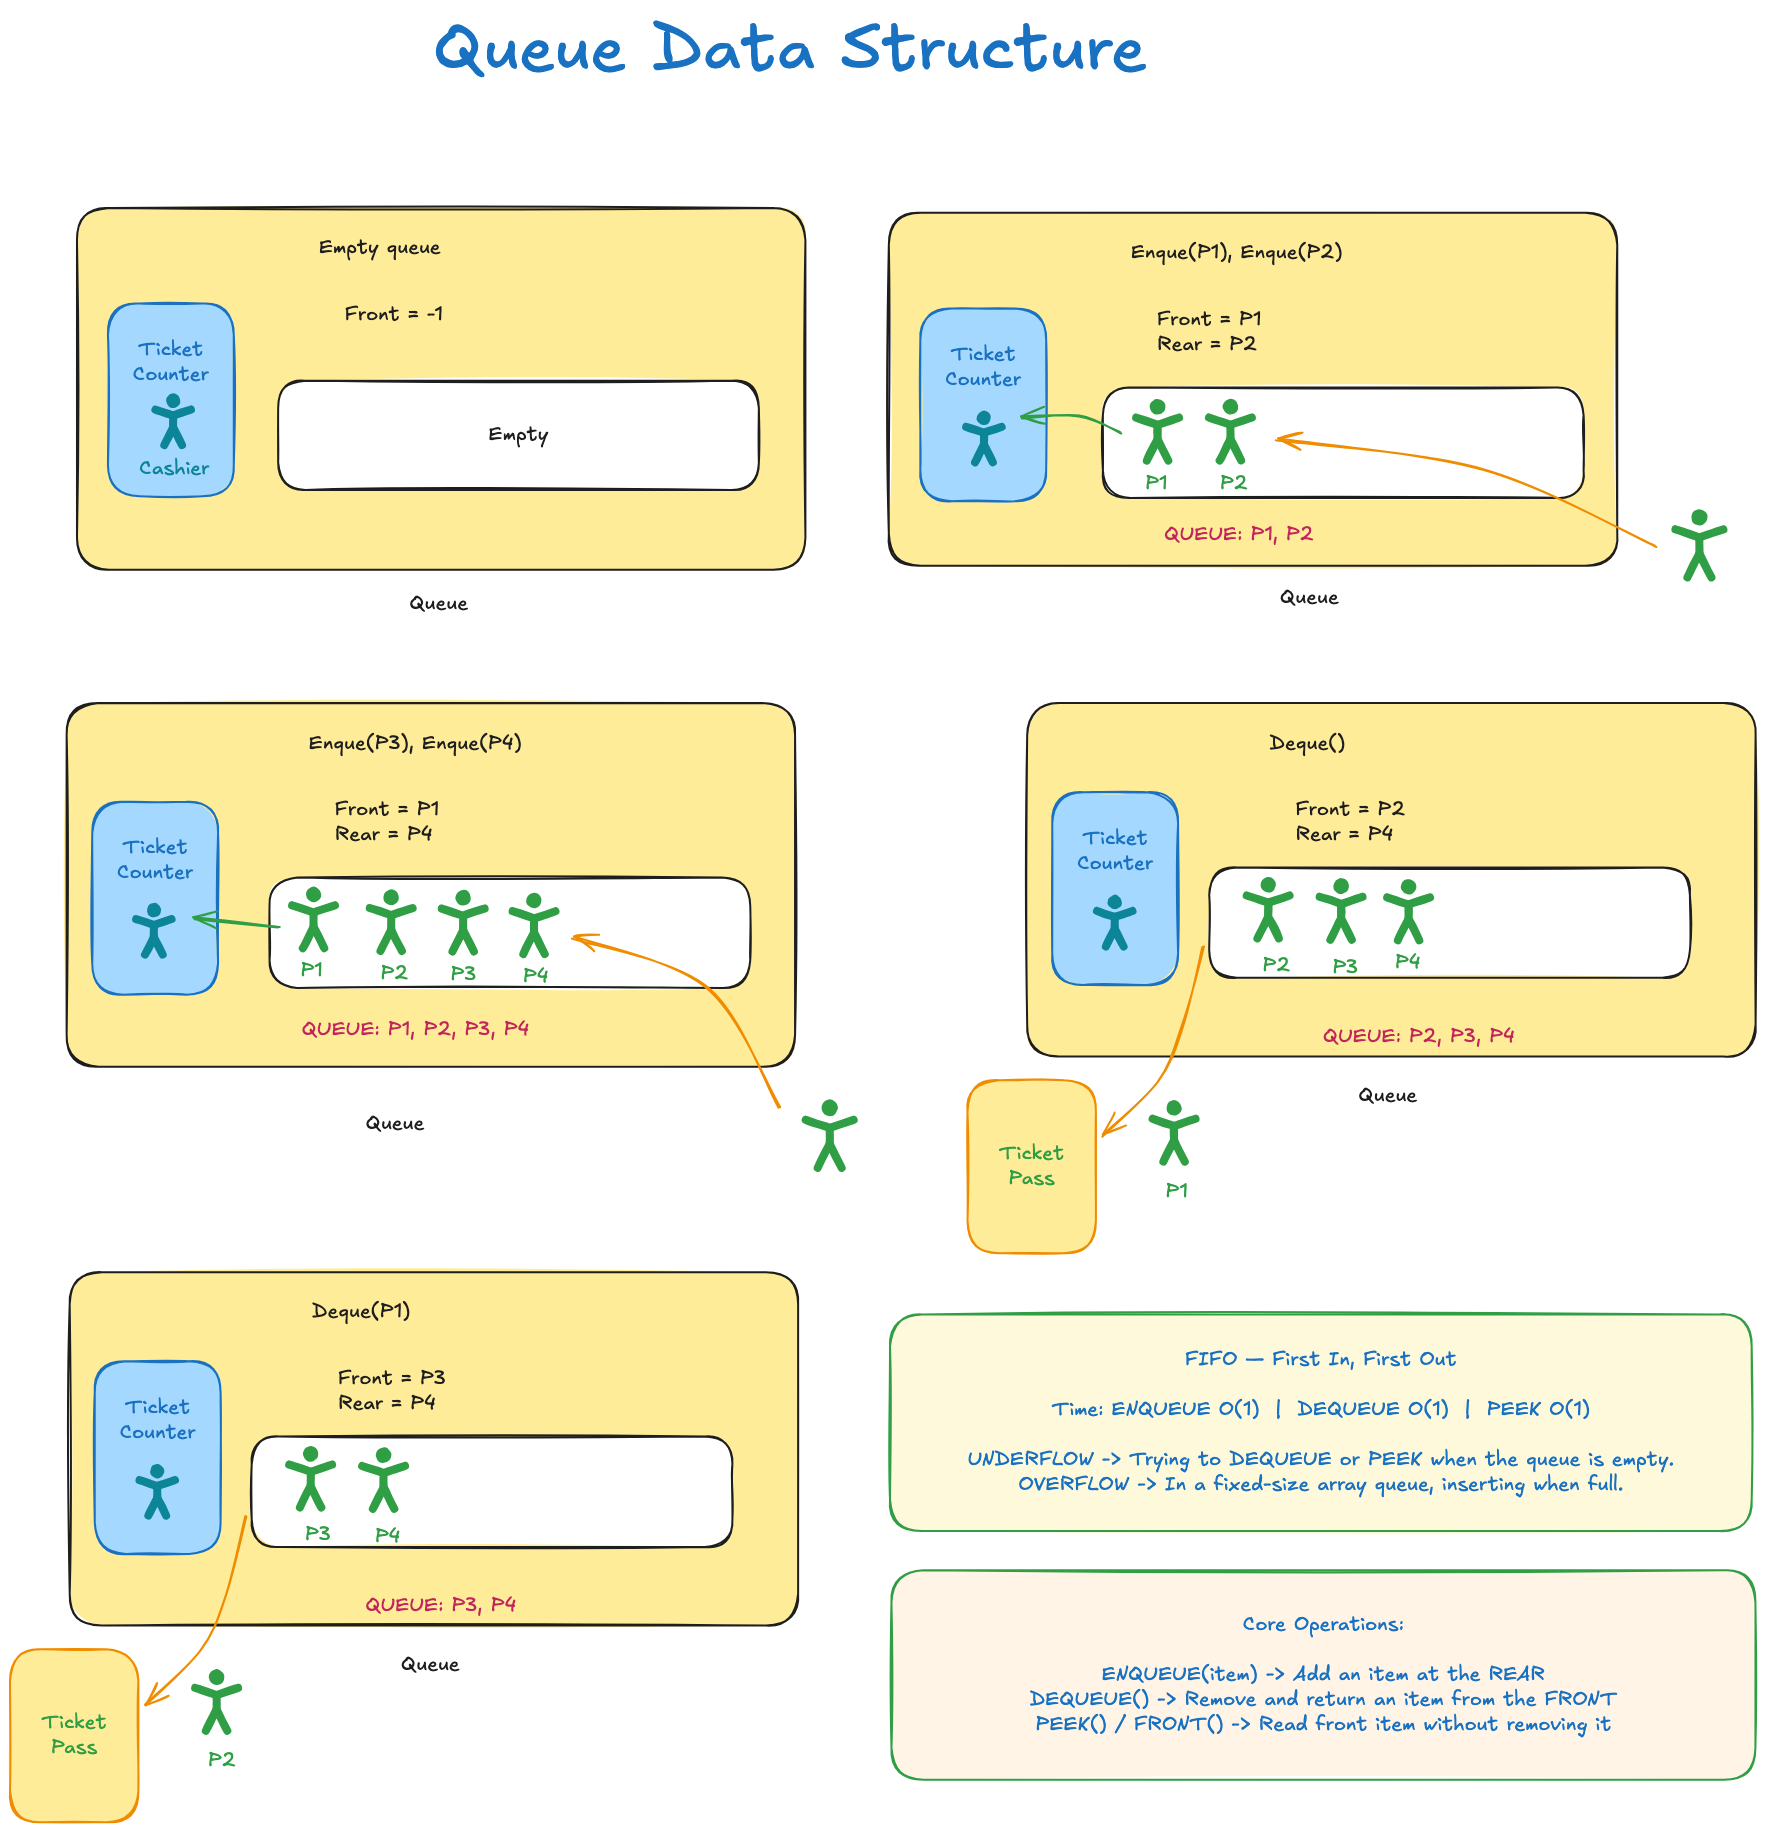 Queue Data Structure
Empty queue
Front = -1
Ticket
Counter
Cashier
Empty
Queue
Enque(P1), Enque(P2)
Front = P1
Rear = P2
Ticket
Counter
P1 P2
QUEUE: P1, P2
Queue
Enque(P3), Enque(P4)
Front = P1
Rear = P4
Ticket
Counter
P1 P2 P3 P4
QUEUE: P1, P2, P3, P4
Queue
Deque()
Front = P2
Rear = P4
Ticket
Counter
P2 P3 P4
QUEUE: P2, P3, P4
Queue
Ticket
Pass
P1
Deque(P1)
Front = P3
Rear = P4
Ticket
Counter
P3 P4
QUEUE: P3, P4
Queue
Ticket
Pass
P2
FIFO — First In, First Out
Time: ENQUEUE O(1) | DEQUEUE O(1) | PEEK O(1)
UNDERFLOW -> Trying to DEQUEUE or PEEK when the queue is empty.
OVERFLOW -> In a fixed-size array queue, inserting when full.
Core Operations:
ENQUEUE(item) -> Add an item at the REAR
DEQUEUE() -> Remove and return an item from the FRONT
PEEK() / FRONT() -> Read front item without removing it